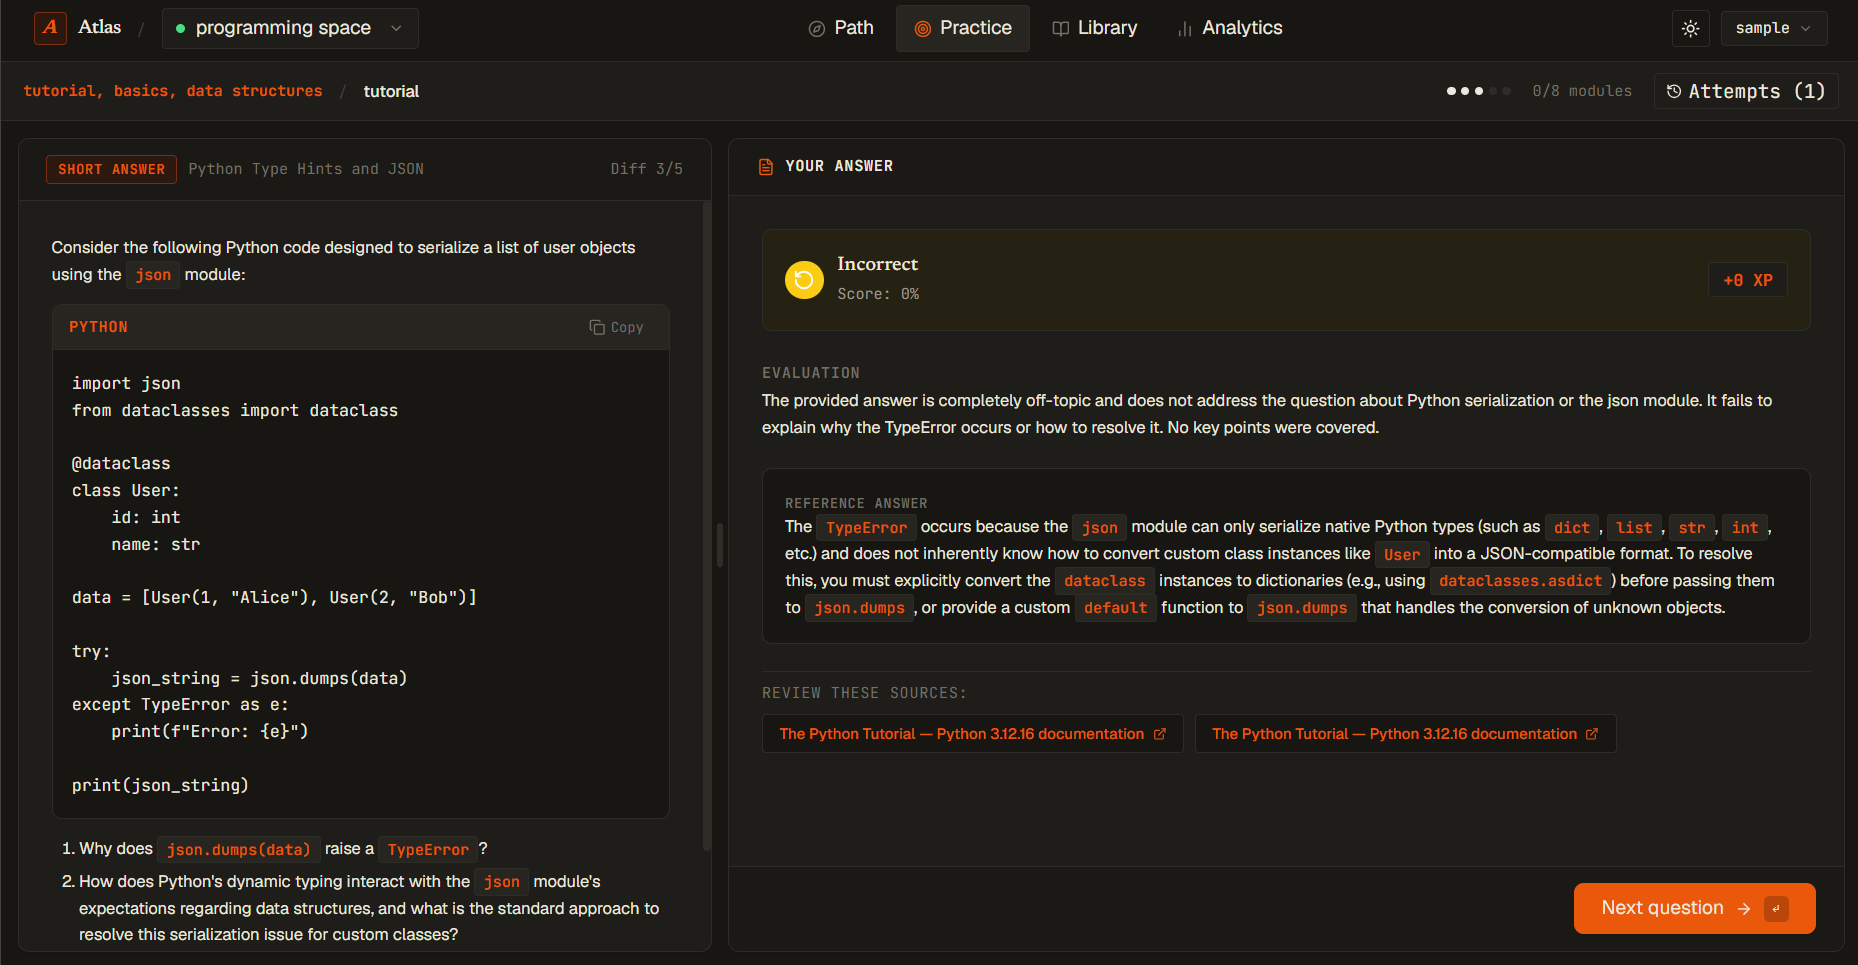 A Atlas / programming space
Path Practice Library Analytics
sample
tutorial, basics, data structures / tutorial
0/8 modules Attempts (1)
SHORT ANSWER Python Type Hints and JSON Diff 3/5
Consider the following Python code designed to serialize a list of user objects
using the json module:
PYTHON Copy
import json
from dataclasses import dataclass
@dataclass
class User:
    id: int
    name: str
data = [User(1, "Alice"), User(2, "Bob")]
try:
    json_string = json.dumps(data)
except TypeError as e:
    print(f"Error: {e}")
print(json_string)
1. Why does json.dumps(data) raise a TypeError ?
2. How does Python's dynamic typing interact with the json module's
expectations regarding data structures, and what is the standard approach to
resolve this serialization issue for custom classes?
YOUR ANSWER
Incorrect
Score: 0%
+0 XP
EVALUATION
The provided answer is completely off-topic and does not address the question about Python serialization or the json module. It fails to
explain why the TypeError occurs or how to resolve it. No key points were covered.
REFERENCE ANSWER
The TypeError occurs because the json module can only serialize native Python types (such as dict , list , str , int ,
etc.) and does not inherently know how to convert custom class instances like User into a JSON-compatible format. To resolve
this, you must explicitly convert the dataclass instances to dictionaries (e.g., using dataclasses.asdict ) before passing them
to json.dumps , or provide a custom default function to json.dumps that handles the conversion of unknown objects.
REVIEW THESE SOURCES:
The Python Tutorial — Python 3.12.16 documentation
The Python Tutorial — Python 3.12.16 documentation
Next question →